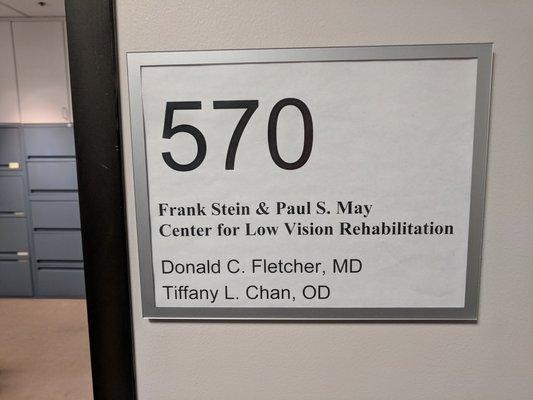 570
Frank Stein & Paul S. May
Center for Low Vision Rehabilitation
Donald C. Fletcher, MD
Tiffany L. Chan, OD